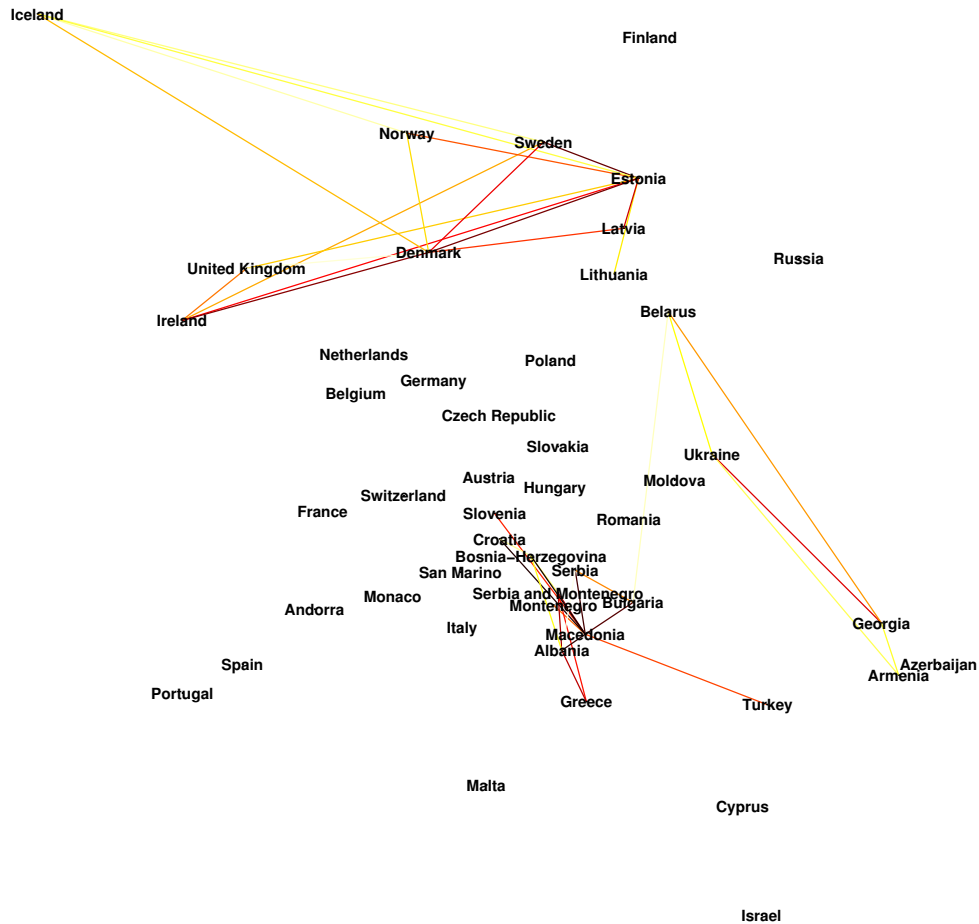 Iceland
Finland
Norway
Sweden
Estonia
Latvia
Denmark
Russia
United Kingdom
Lithuania
Belarus
Ireland
Netherlands
Poland
Germany
Belgium
Czech Republic
Slovakia
Ukraine
Austria
Moldova
Hungary
Switzerland
France
Slovenia
Romania
Croatia
Bosnia−Herzegovina
Serbia
San Marino
Serbia and Montenegro
Monaco
Montenegro
Bulgaria
Andorra
Georgia
Italy
Macedonia
Albania
Spain
Azerbaijan
Armenia
Portugal
Greece
Turkey
Malta
Cyprus
Israel